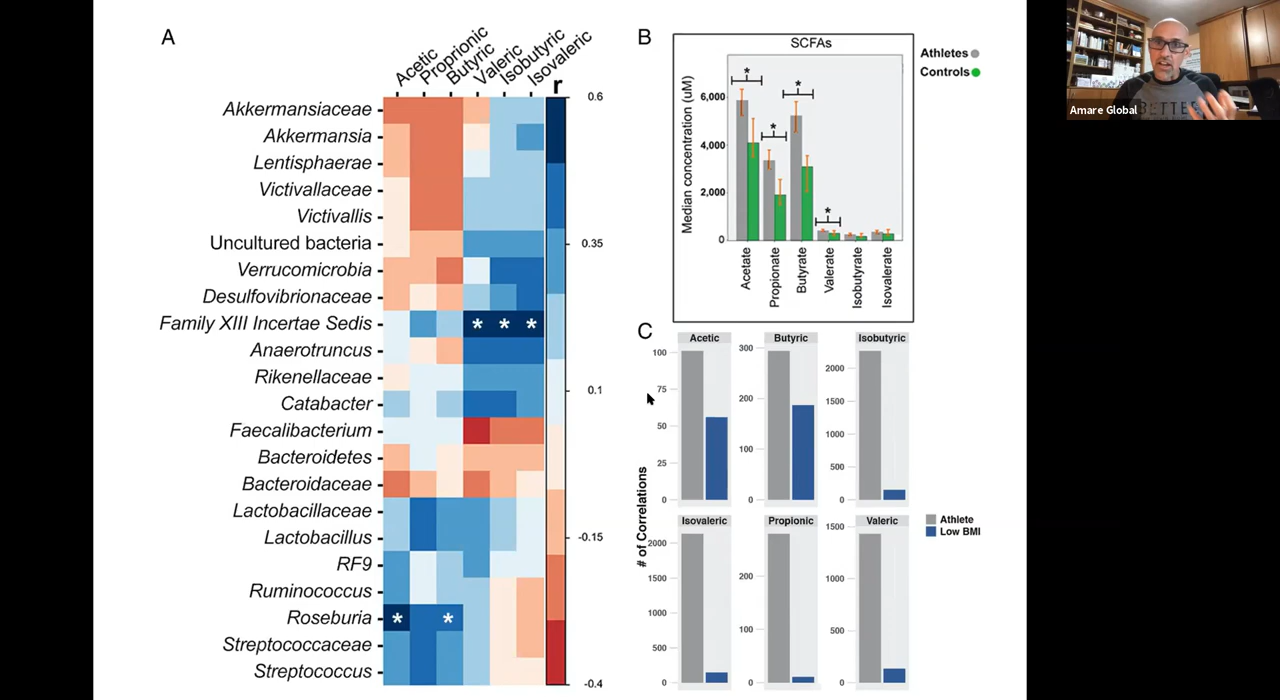 A
Acetic
Proprionic
Butyric
Valeric
Isobutyric
Isovaleric
r
0.6
0.35
0.1
-0.15
-0.4
Akkermansiaceae
Akkermansia
Lentisphaerae
Victivallaceae
Victivallis
Uncultured bacteria
Verrucomicrobia
Desulfovibrionaceae
Family XIII Incertae Sedis
* * *
Anaerotruncus
Rikenellaceae
Catabacter
Faecalibacterium
Bacteroidetes
Bacteroidaceae
Lactobacillaceae
Lactobacillus
RF9
Ruminococcus
Roseburia
* *
Streptococcaceae
Streptococcus
B
SCFAs
Athletes
Controls
Median concentration (uM)
6,000
4,000
2,000
0
* * * *
Acetate
Propionate
Butyrate
Valerate
Isobutyrate
Isovalerate
C
# of Correlations
Acetic
100
75
50
25
0
Butyric
300
200
100
0
Isobutyric
2000
1500
1000
500
0
Isovaleric
2000
1500
1000
500
0
Propionic
200
100
0
Valeric
1500
1000
500
0
Athlete
Low BMI
Amare Global
BETTE